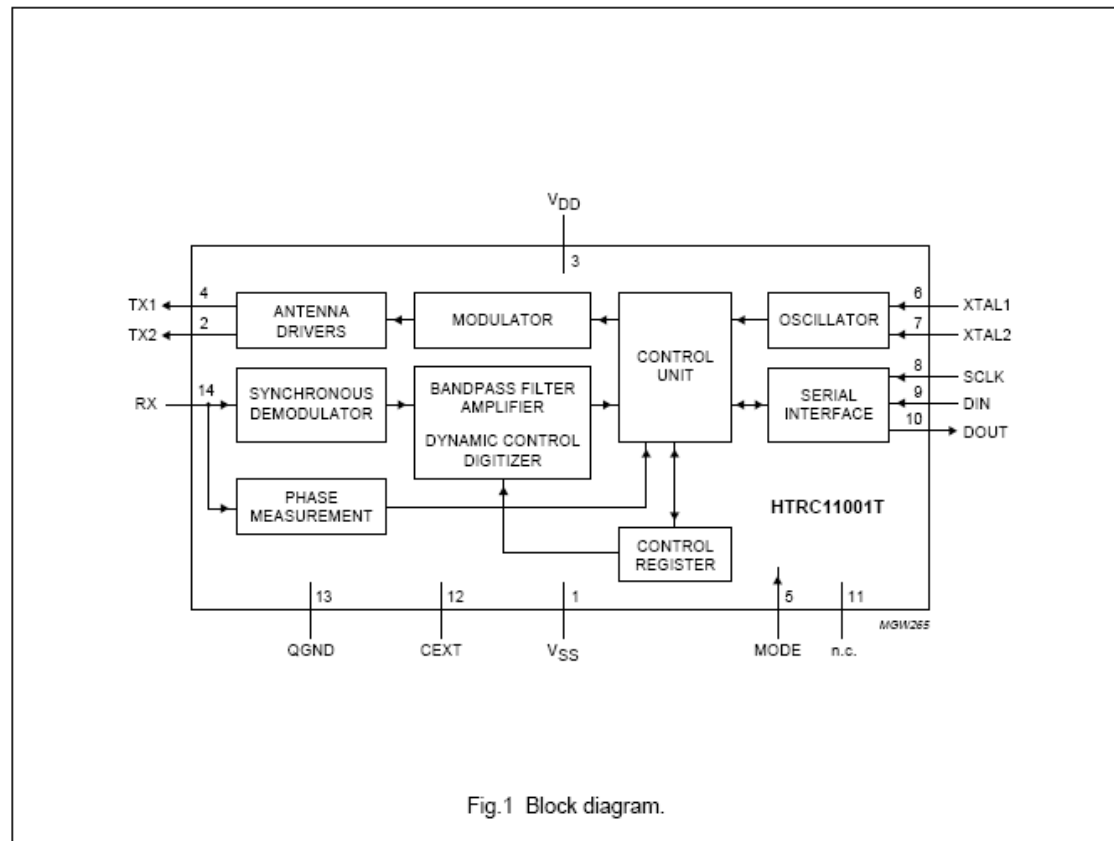 VDD
3
TX1
4
TX2
2
ANTENNA
DRIVERS
MODULATOR
CONTROL
UNIT
OSCILLATOR
6
XTAL1
7
XTAL2
RX
14
SYNCHRONOUS
DEMODULATOR
BANDPASS FILTER
AMPLIFIER
DYNAMIC CONTROL
DIGITIZER
SERIAL
INTERFACE
8
SCLK
9
DIN
10
DOUT
PHASE
MEASUREMENT
CONTROL
REGISTER
HTRC11001T
13
12
1
5
11
MGW265
QGND
CEXT
VSS
MODE
n.c.
Fig.1 Block diagram.